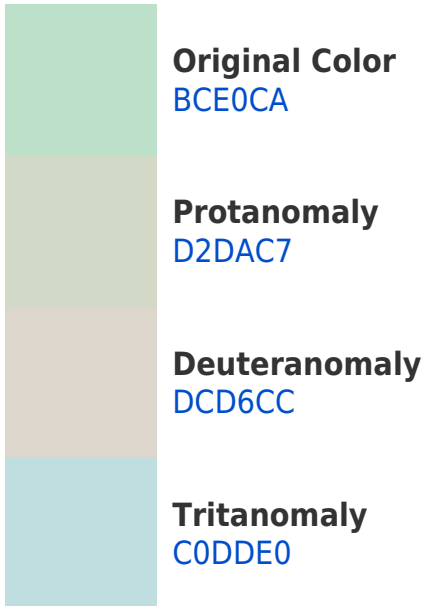 Original Color
BCE0CA
Protanomaly
D2DAC7
Deuteranomaly
DCD6CC
Tritanomaly
C0DDE0